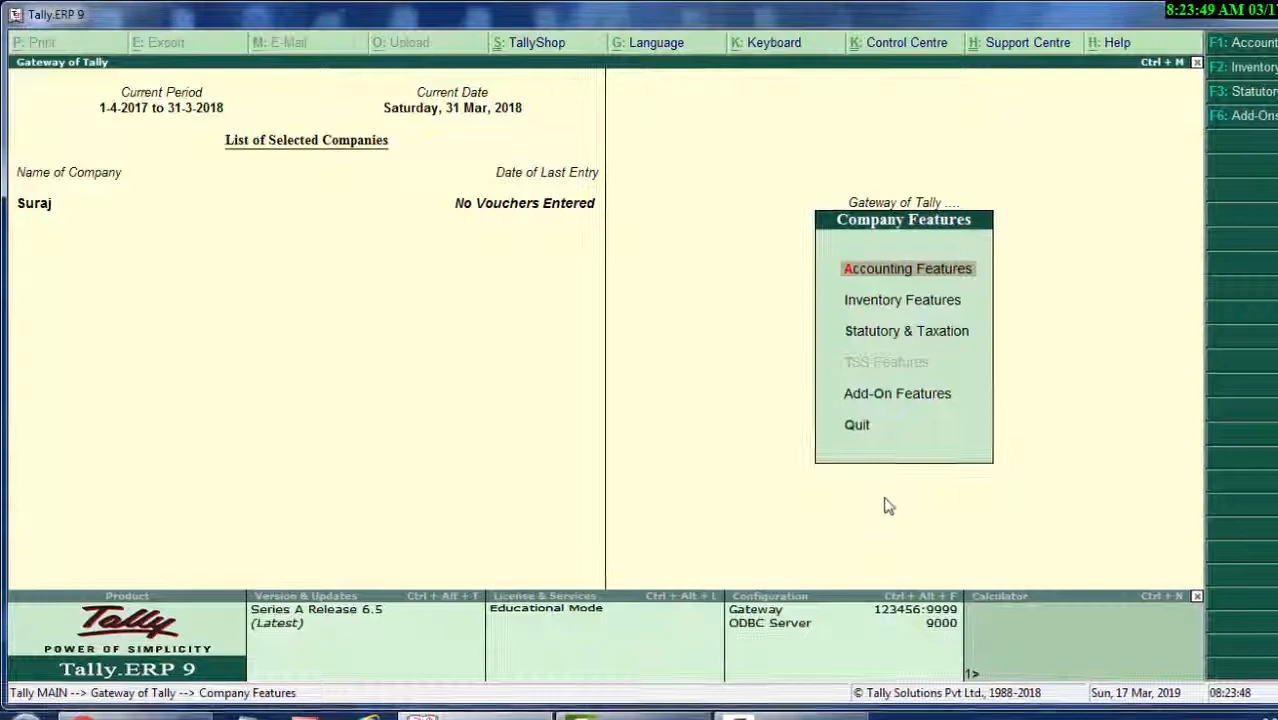 Tally.ERP 9
8:23:49 AM 03/1
P: Print
E: Export
M: E-Mail
O: Upload
S: TallyShop
G: Language
K: Keyboard
K: Control Centre
H: Support Centre
H: Help
F1: Account
Gateway of Tally
Ctrl + M
F2: Inventory
F3: Statutor
F6: Add-Ons
Current Period
1-4-2017 to 31-3-2018
Current Date
Saturday, 31 Mar, 2018
List of Selected Companies
Name of Company
Date of Last Entry
Suraj
No Vouchers Entered
Gateway of Tally ....
Company Features
Accounting Features
Inventory Features
Statutory & Taxation
TSS Features
Add-On Features
Quit
Product
Version & Updates
Ctrl + Alt + T
License & Services
Ctrl + Alt + L
Configuration
Ctrl + Alt + F
Calculator
Ctrl + N
Tally
POWER OF SIMPLICITY
Tally.ERP 9
Series A Release 6.5
(Latest)
Educational Mode
Gateway 123456:9999
ODBC Server 9000
1>
Tally MAIN --> Gateway of Tally --> Company Features
© Tally Solutions Pvt Ltd., 1988-2018
Sun, 17 Mar, 2019
08:23:48